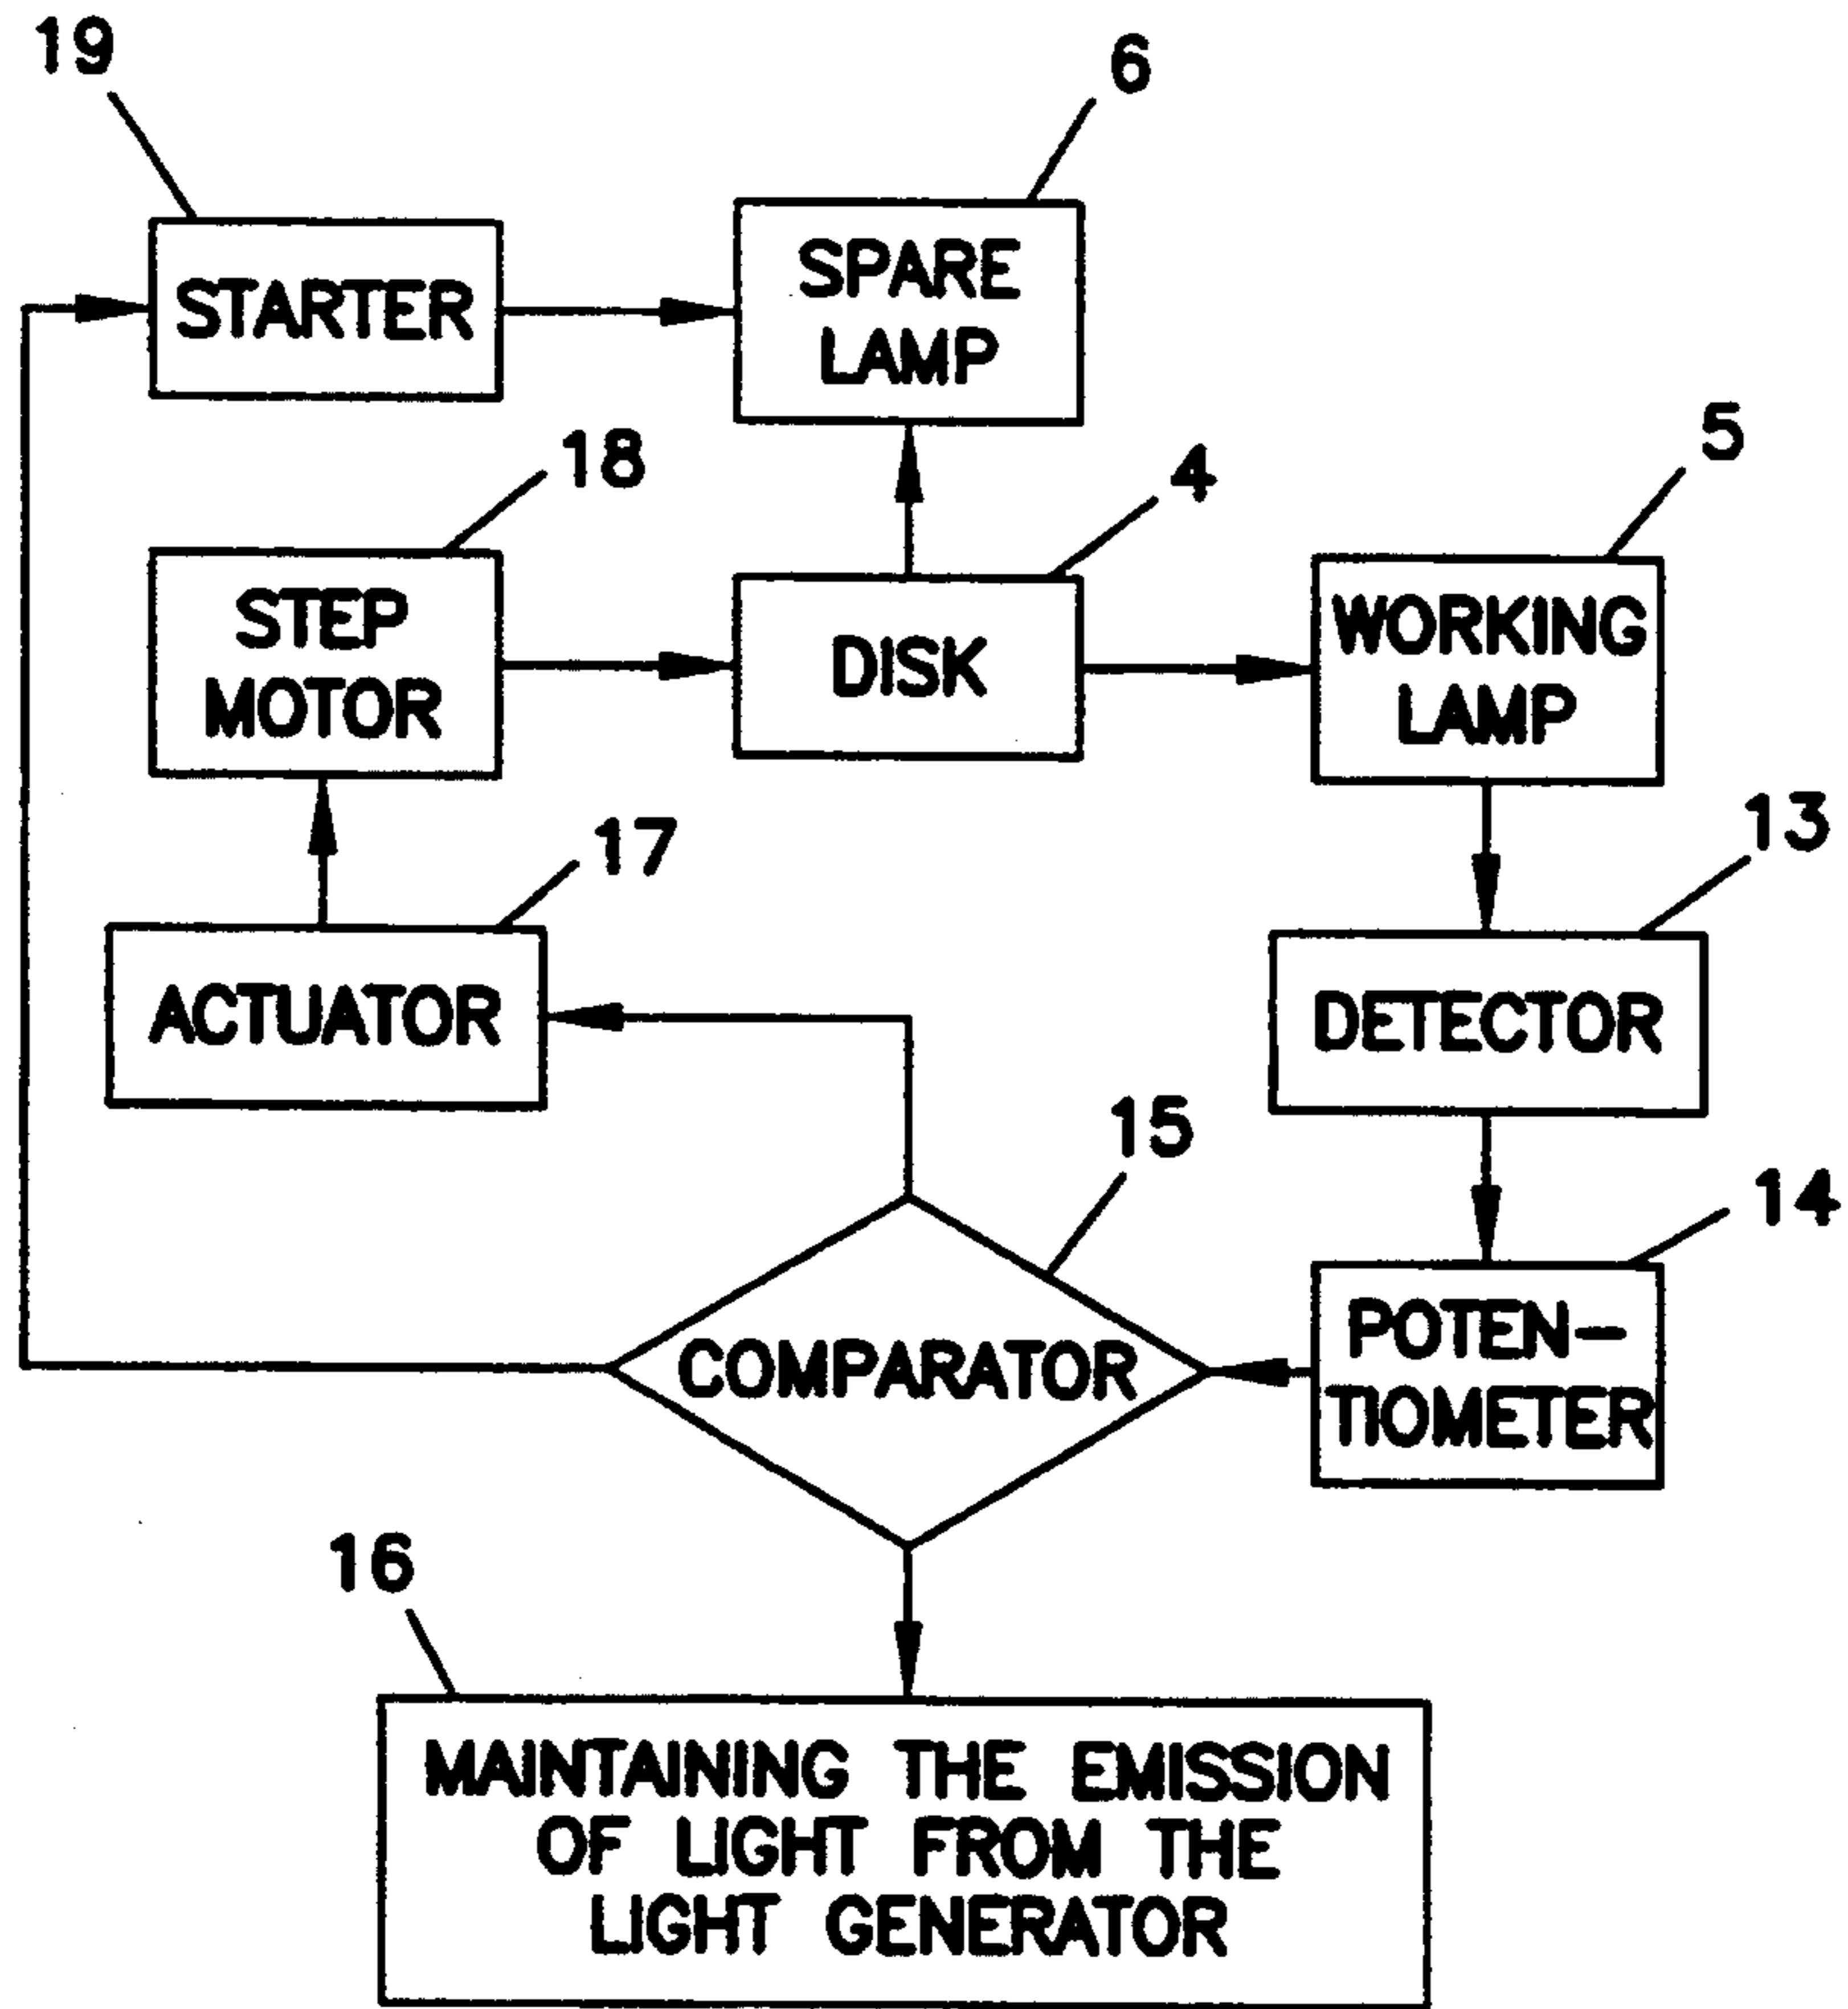 19
6
STARTER
SPARE
LAMP
18
4
5
STEP
MOTOR
DISK
WORKING
LAMP
17
13
ACTUATOR
DETECTOR
15
14
COMPARATOR
POTEN-
TIOMETER
16
MAINTAINING THE EMISSION
OF LIGHT FROM THE
LIGHT GENERATOR